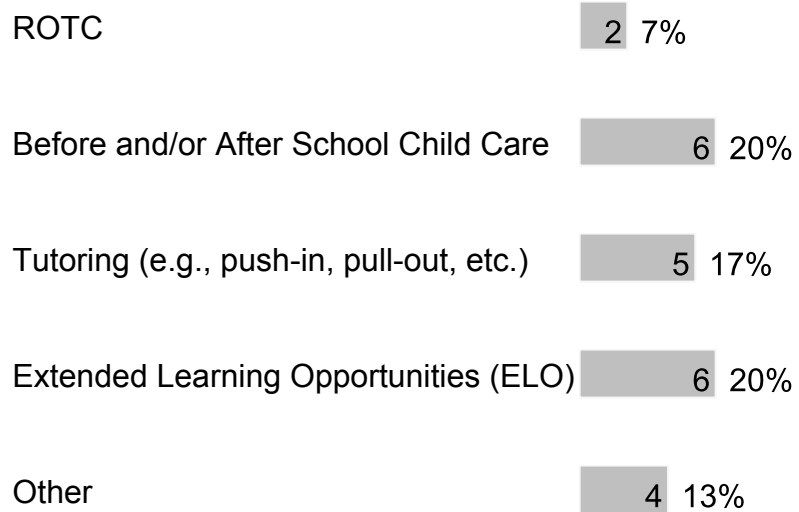 ROTC 2 7%
Before and/or After School Child Care 6 20%
Tutoring (e.g., push-in, pull-out, etc.) 5 17%
Extended Learning Opportunities (ELO) 6 20%
Other 4 13%